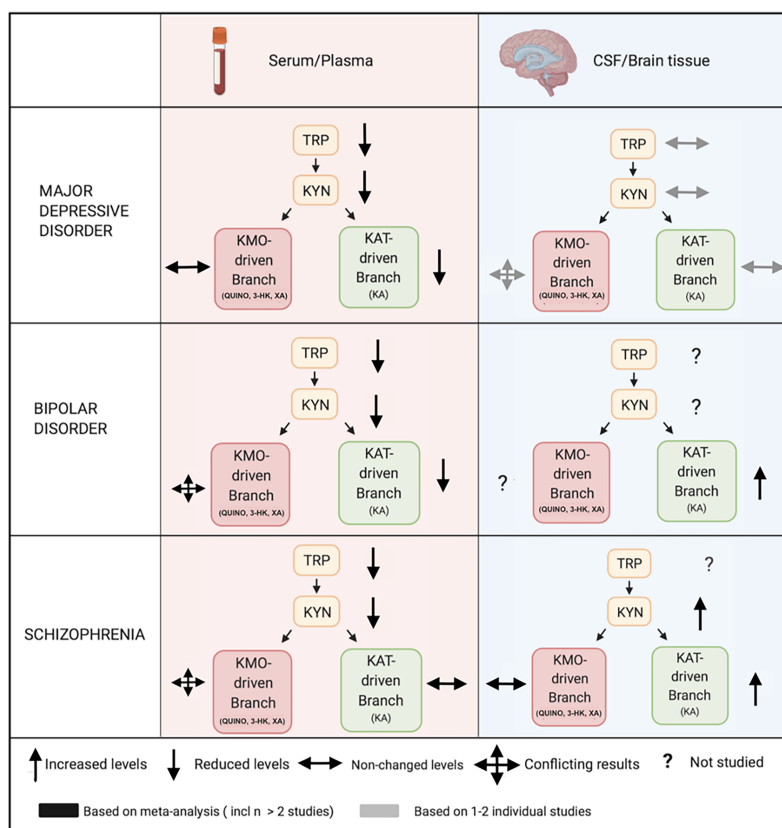 Serum/Plasma
CSF/Brain tissue
MAJOR
DEPRESSIVE
DISORDER
TRP
KYN
KMO-
driven
Branch
(QUINO, 3-HK, XA)
KAT-
driven
Branch
(KA)
TRP
KYN
KMO-
driven
Branch
(QUINO, 3-HK, XA)
KAT-
driven
Branch
(KA)
BIPOLAR
DISORDER
TRP
KYN
KMO-
driven
Branch
(QUINO, 3-HK, XA)
KAT-
driven
Branch
(KA)
TRP ?
KYN ?
?
KMO-
driven
Branch
(QUINO, 3-HK, XA)
KAT-
driven
Branch
(KA)
SCHIZOPHRENIA
TRP
KYN
KMO-
driven
Branch
(QUINO, 3-HK, XA)
KAT-
driven
Branch
(KA)
TRP ?
KYN
KMO-
driven
Branch
(QUINO, 3-HK, XA)
KAT-
driven
Branch
(KA)
Increased levels Reduced levels Non-changed levels Conflicting results ? Not studied
Based on meta-analysis ( incl n > 2 studies) Based on 1-2 individual studies